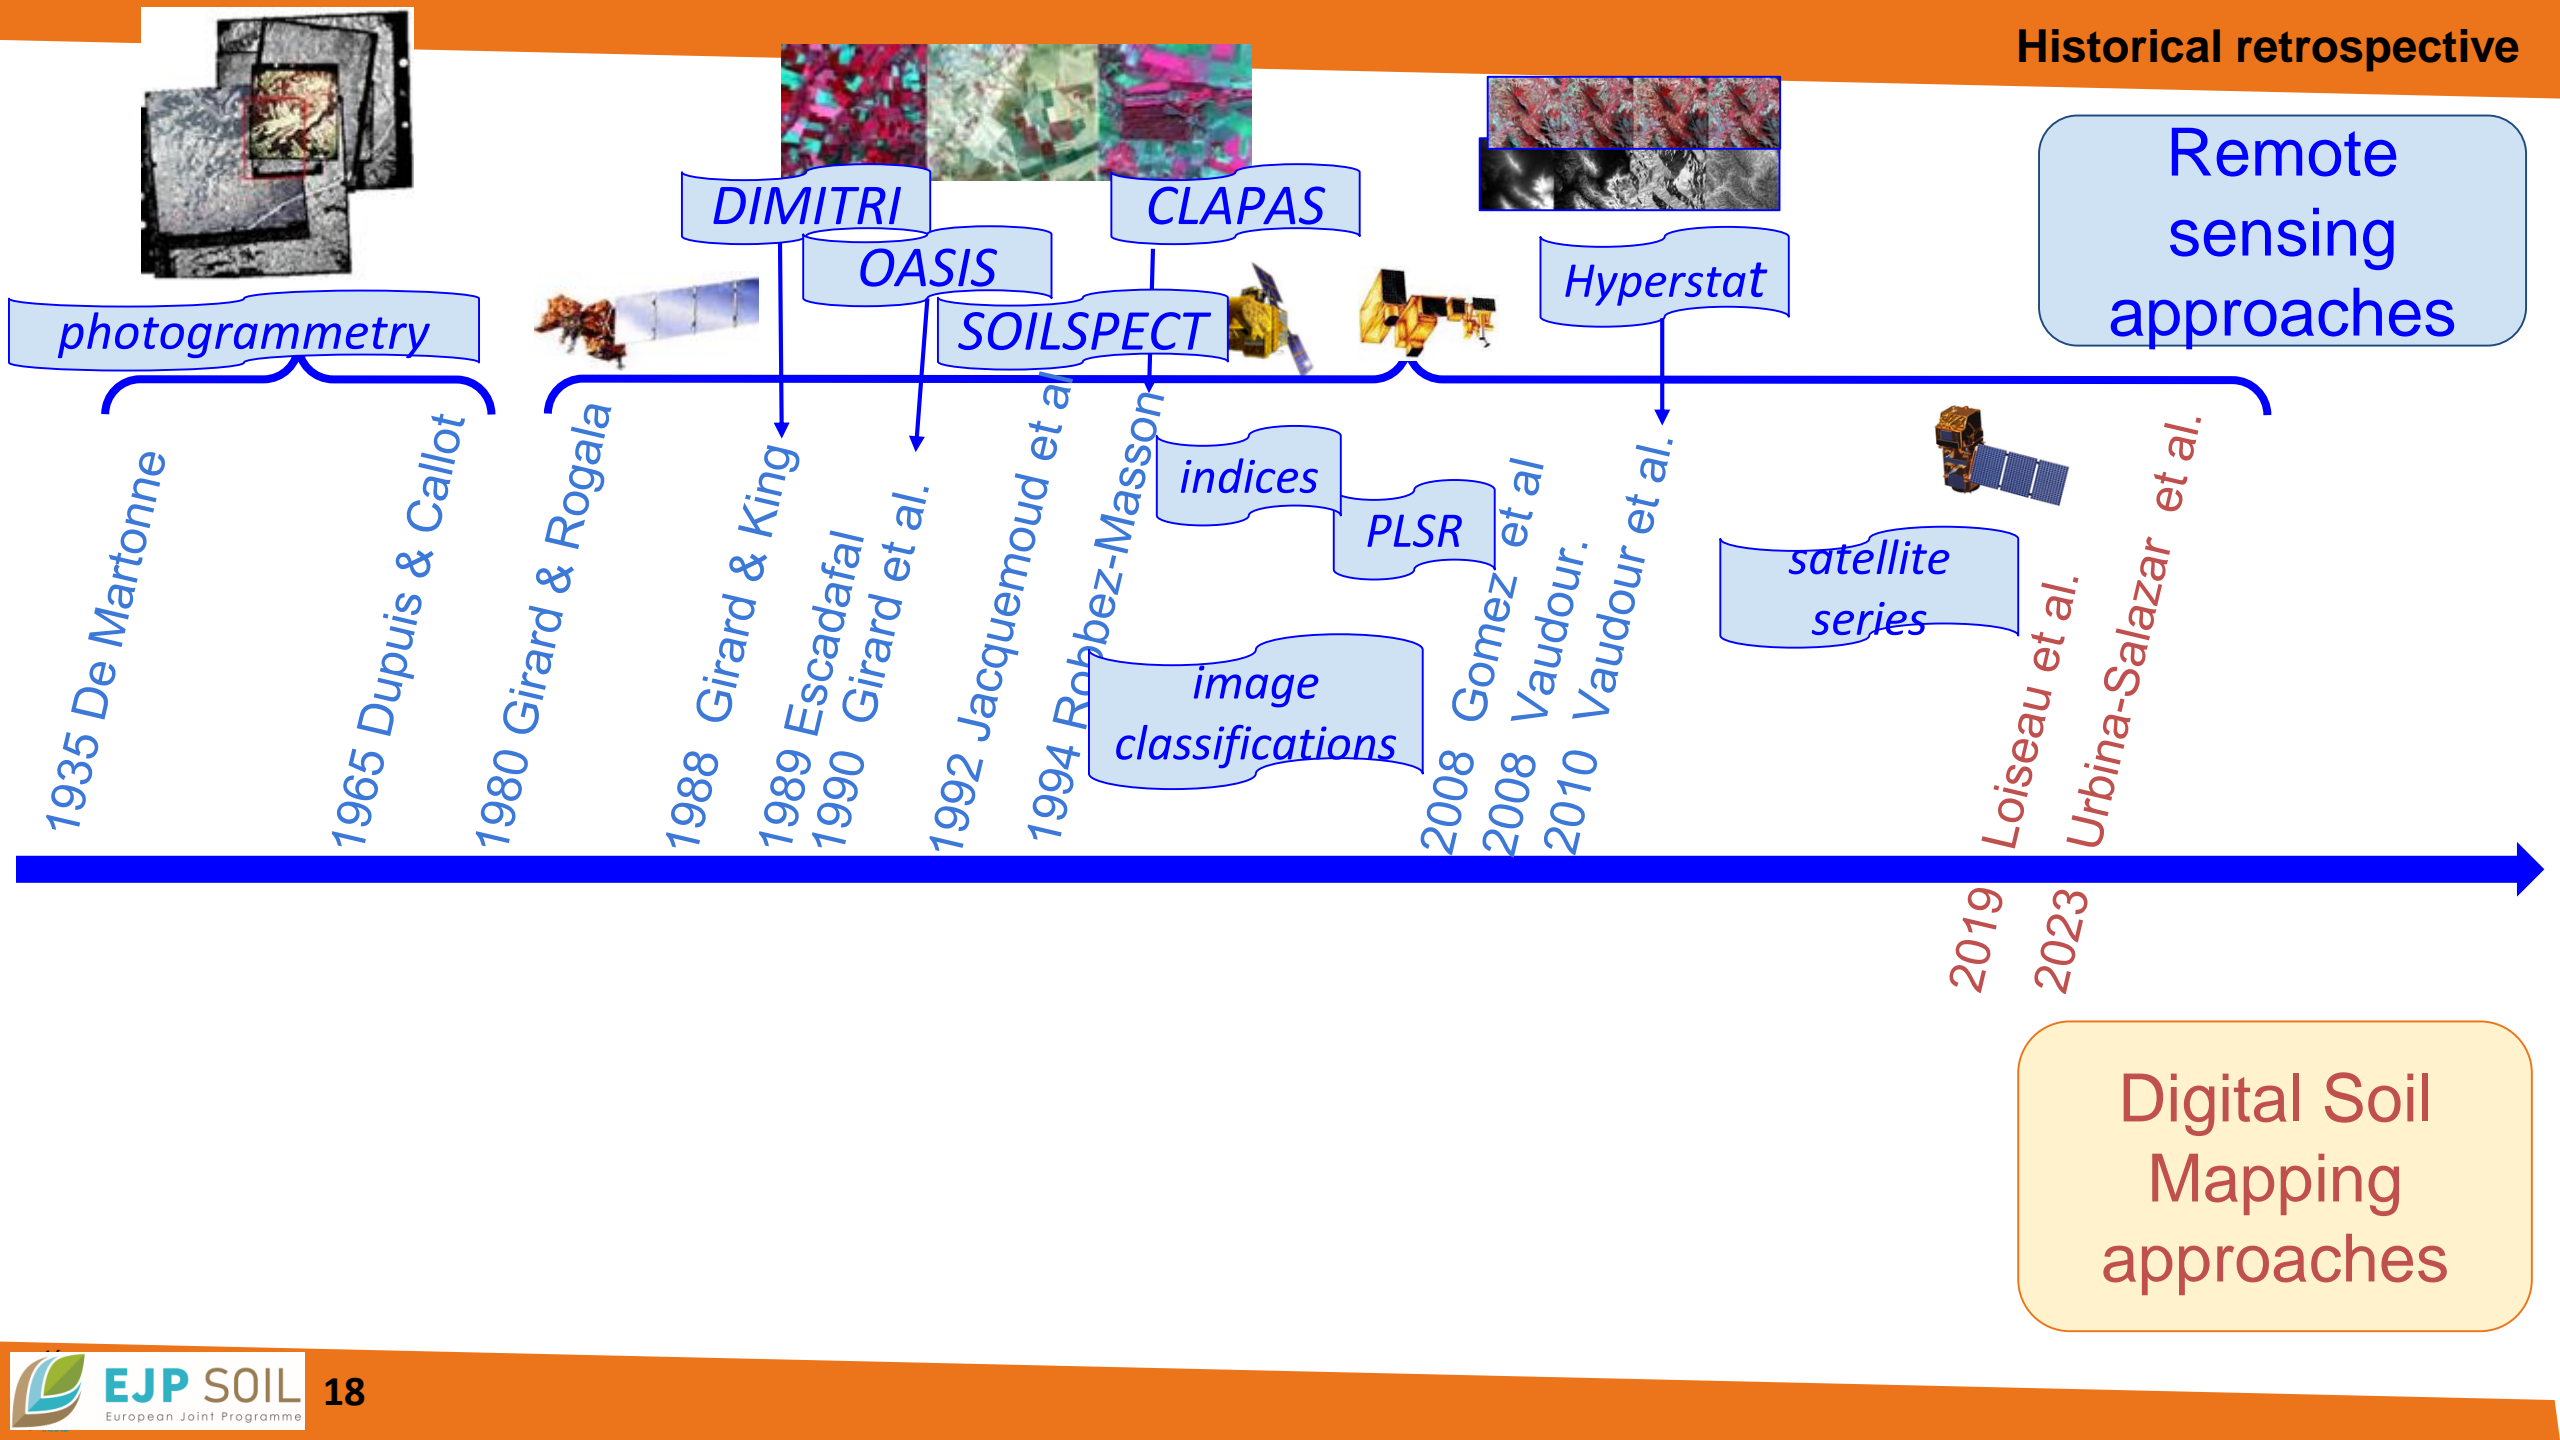 Historical retrospective
Remote
sensing
approaches
DIMITRI
CLAPAS
OASIS
Hyperstat
photogrammetry
SOILSPECT
1935 De Martonne
1965 Dupuis & Callot
1980 Girard & Rogala
1988 Girard & King
1989 Escadafal
1990 Girard et al.
1992 Jacquemoud et al
1994 Robbez-Masson
indices
PLSR
image
classifications
2008 Gomez et al
2008 Vaudour.
2010 Vaudour et al.
satellite
series
2019 Loiseau et al.
2023 Urbina-Salazar et al.
Digital Soil
Mapping
approaches
EJP SOIL
European Joint Programme
18